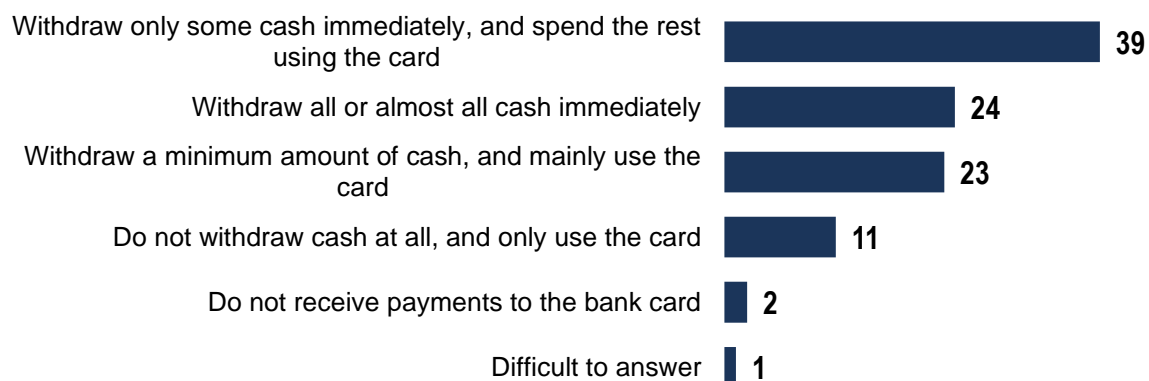 Withdraw only some cash immediately, and spend the rest
using the card
39
Withdraw all or almost all cash immediately
24
Withdraw a minimum amount of cash, and mainly use the
card
23
Do not withdraw cash at all, and only use the card
11
Do not receive payments to the bank card
2
Difficult to answer
1